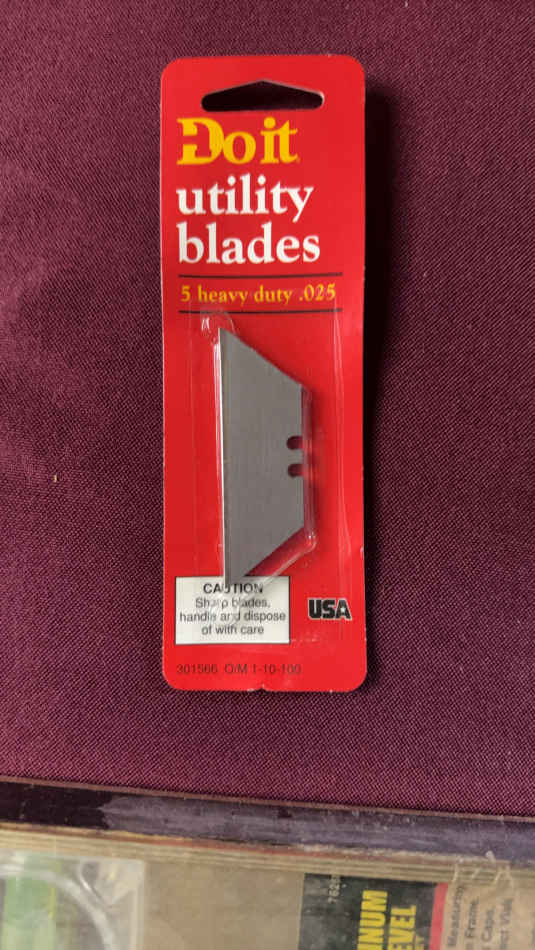 Do it
utility
blades
5 heavy duty .025
CAUTION
Sharp blades,
handle and dispose
of with care
USA
301566 O/M 1-10-100